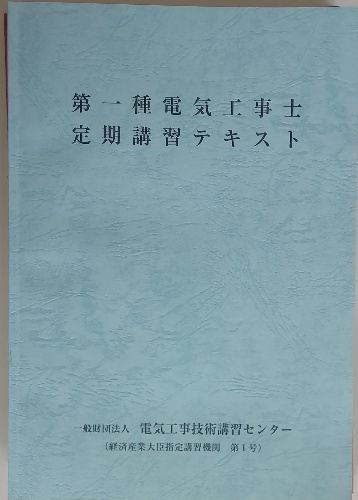 第一種電気工事士
定期講習テキスト
一般財団法人 電気工事技術講習センター
(経済産業大臣指定講習機関 第1号)